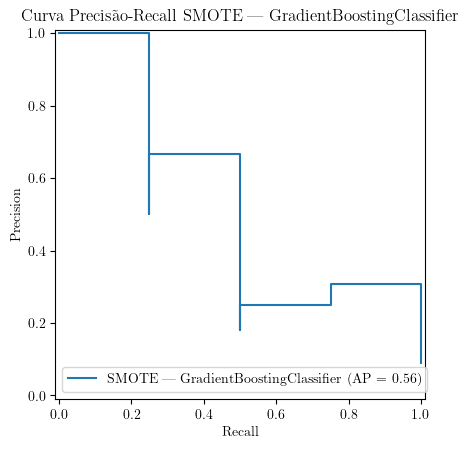 Curva Precisão-Recall SMOTE — GradientBoostingClassifier
1.0
0.8
0.6
0.4
0.2
0.0
Precision
SMOTE — GradientBoostingClassifier (AP = 0.56)
0.0 0.2 0.4 0.6 0.8 1.0
Recall